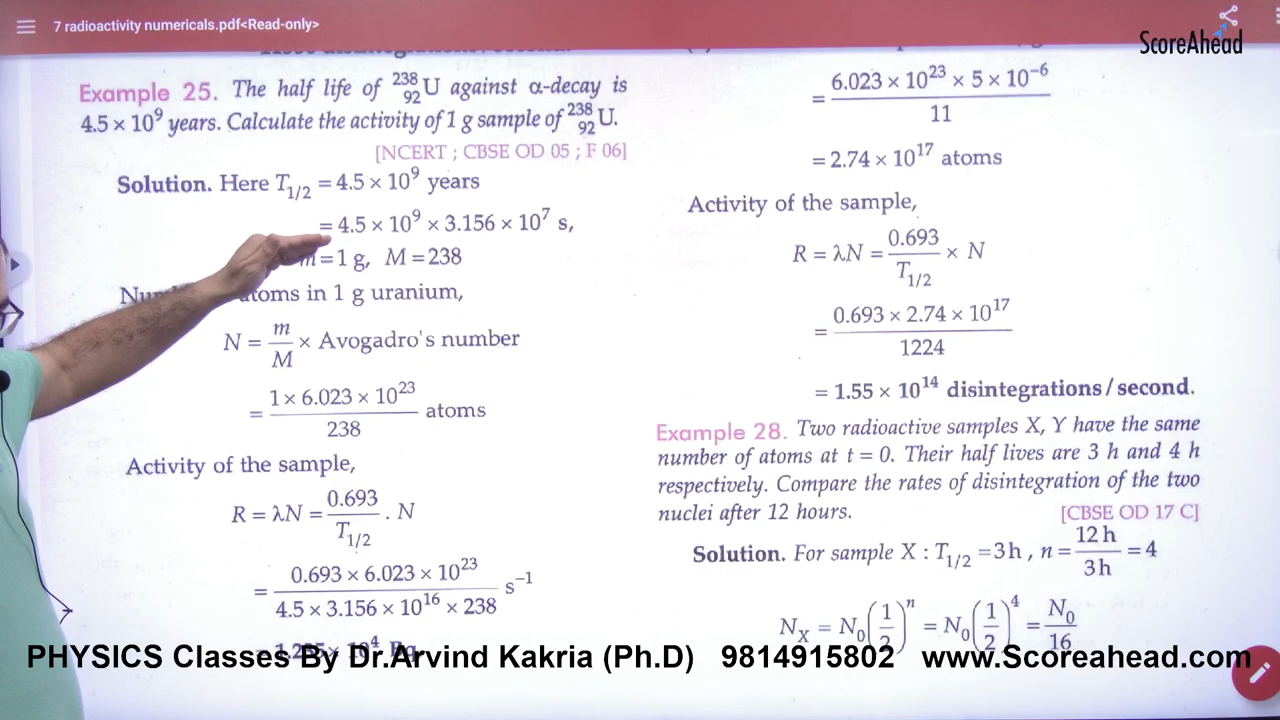 7 radioactivity numericals.pdf<Read-only>
ScoreAhead
Example 25. The half life of ²³⁸₉₂U against α-decay is
4.5 × 10⁹ years. Calculate the activity of 1 g sample of ²³⁸₉₂U.
[NCERT ; CBSE OD 05 ; F 06]
Solution. Here T₁/₂ = 4.5 × 10⁹ years
= 4.5 × 10⁹ × 3.156 × 10⁷ s,
m = 1 g, M = 238
atoms in 1 g uranium,
N = m/M × Avogadro's number
= 1 × 6.023 × 10²³ / 238 atoms
Activity of the sample,
R = λN = 0.693/T₁/₂ . N
= 0.693 × 6.023 × 10²³ / 4.5 × 3.156 × 10¹⁶ × 238 s⁻¹
= 6.023 × 10²³ × 5 × 10⁻⁶ / 11
= 2.74 × 10¹⁷ atoms
Activity of the sample,
R = λN = 0.693/T₁/₂ × N
= 0.693 × 2.74 × 10¹⁷ / 1224
= 1.55 × 10¹⁴ disintegrations/second.
Example 28. Two radioactive samples X, Y have the same
number of atoms at t = 0. Their half lives are 3 h and 4 h
respectively. Compare the rates of disintegration of the two
nuclei after 12 hours.
[CBSE OD 17 C]
Solution. For sample X : T₁/₂ = 3h , n = 12 h / 3 h = 4
N_X = N₀(1/2)ⁿ = N₀(1/2)⁴ = N₀/16
PHYSICS Classes By Dr.Arvind Kakria (Ph.D) 9814915802 www.Scoreahead.com